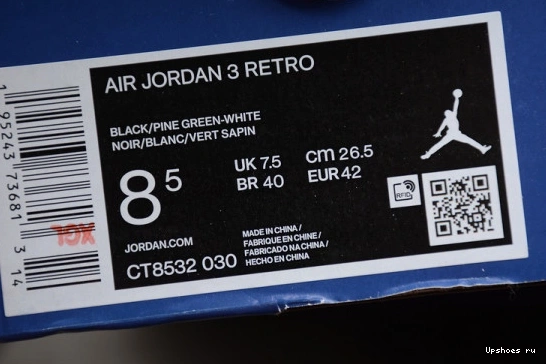 AIR JORDAN 3 RETRO
BLACK/PINE GREEN-WHITE
NOIR/BLANC/VERT SAPIN
8 5
UK 7.5 cm 26.5
BR 40 EUR 42
RFID
JORDAN.COM
MADE IN CHINA /
FABRIQUE EN CHINE /
FABRICADO NA CHINA /
HECHO EN CHINA
CT8532 030
1 95243 73681 3 14
Upshoes ru